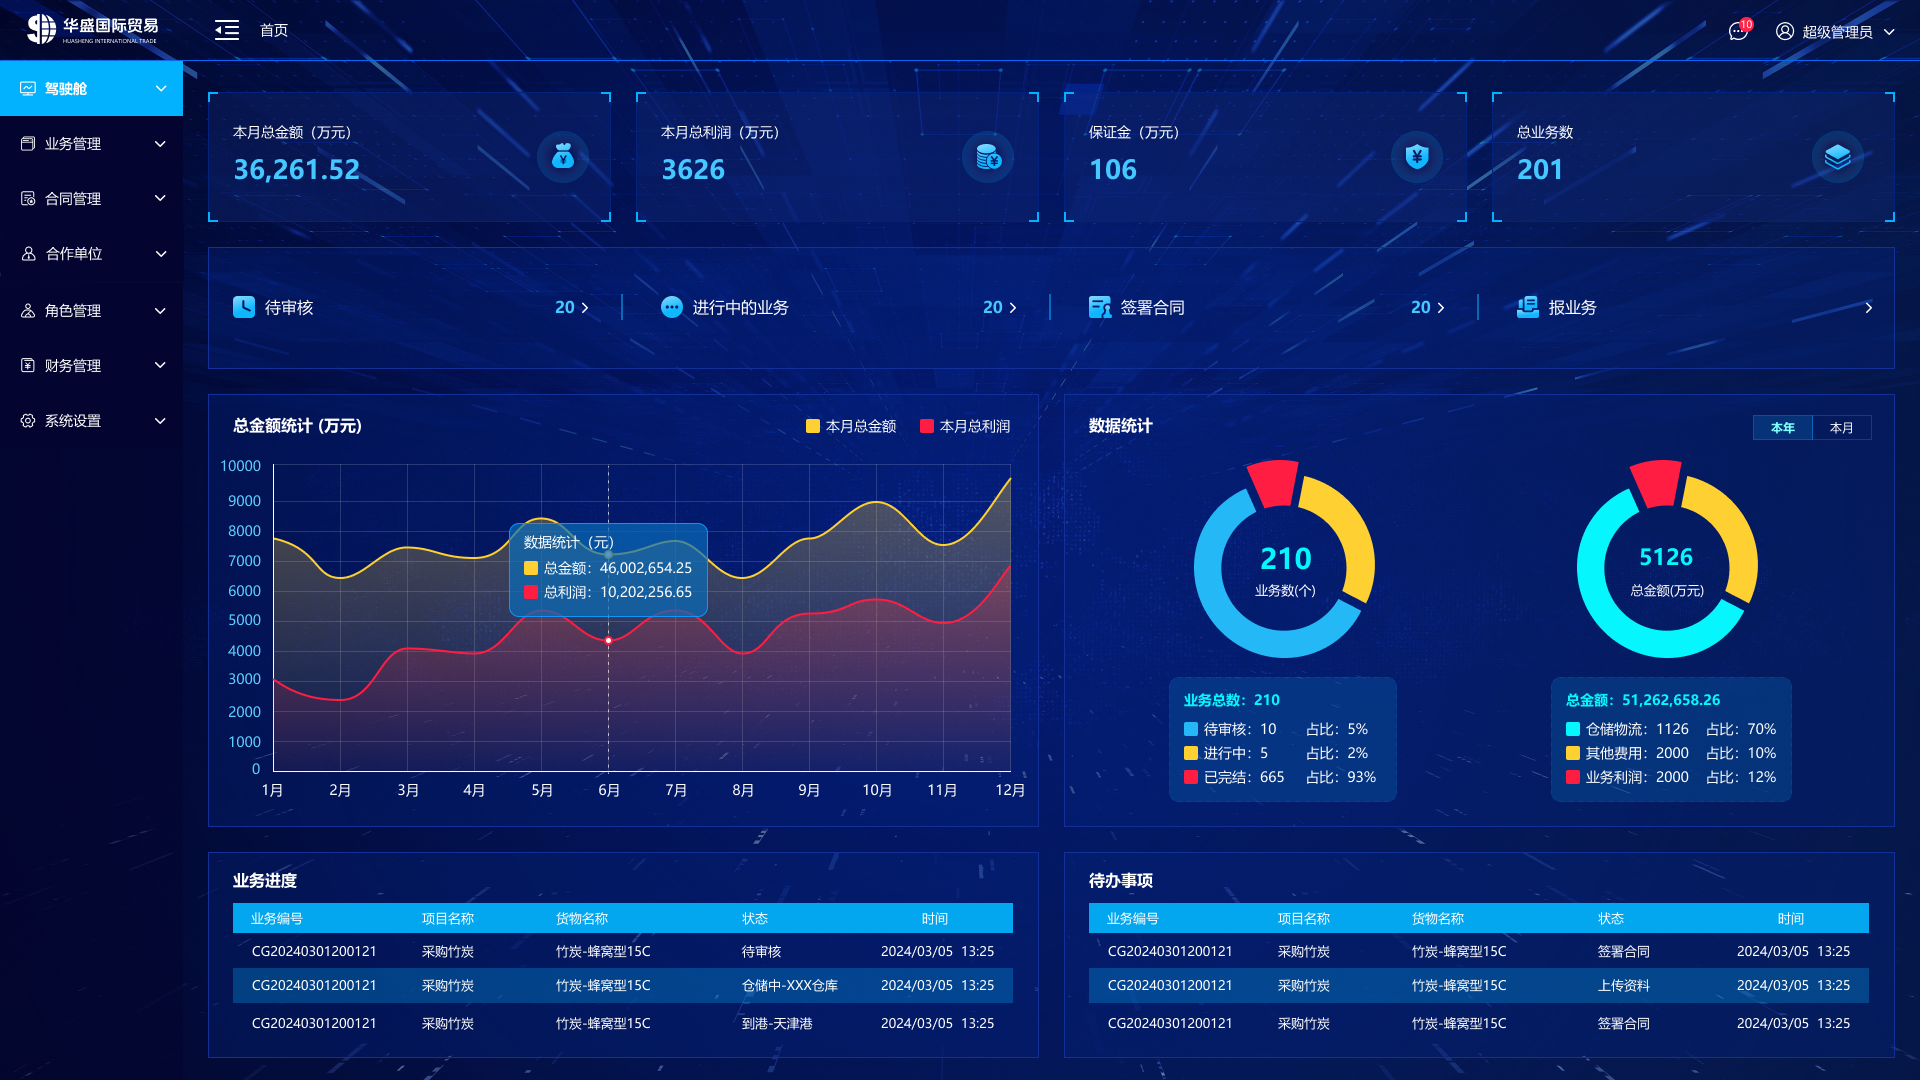 华盛国际贸易
HUASHENG INTERNATIONAL TRADE
首页
10
超级管理员
驾驶舱
业务管理
合同管理
合作单位
角色管理
财务管理
系统设置
本月总金额（万元）
36,261.52
本月总利润（万元）
3626
保证金（万元）
106
总业务数
201
待审核 20
进行中的业务 20
签署合同 20
报业务
总金额统计 (万元)
本月总金额 本月总利润
10000
9000
8000
7000
6000
5000
4000
3000
2000
1000
0
1月 2月 3月 4月 5月 6月 7月 8月 9月 10月 11月 12月
数据统计（元）
总金额：46,002,654.25
总利润：10,202,256.65
数据统计
本年 本月
210
业务数(个)
5126
总金额(万元)
业务总数：210
待审核：10 占比：5%
进行中：5 占比：2%
已完结：665 占比：93%
总金额：51,262,658.26
仓储物流：1126 占比：70%
其他费用：2000 占比：10%
业务利润：2000 占比：12%
业务进度
业务编号 项目名称 货物名称 状态 时间
CG20240301200121 采购竹炭 竹炭-蜂窝型15C 待审核 2024/03/05 13:25
CG20240301200121 采购竹炭 竹炭-蜂窝型15C 仓储中-XXX仓库 2024/03/05 13:25
CG20240301200121 采购竹炭 竹炭-蜂窝型15C 到港-天津港 2024/03/05 13:25
待办事项
业务编号 项目名称 货物名称 状态 时间
CG20240301200121 采购竹炭 竹炭-蜂窝型15C 签署合同 2024/03/05 13:25
CG20240301200121 采购竹炭 竹炭-蜂窝型15C 上传资料 2024/03/05 13:25
CG20240301200121 采购竹炭 竹炭-蜂窝型15C 签署合同 2024/03/05 13:25